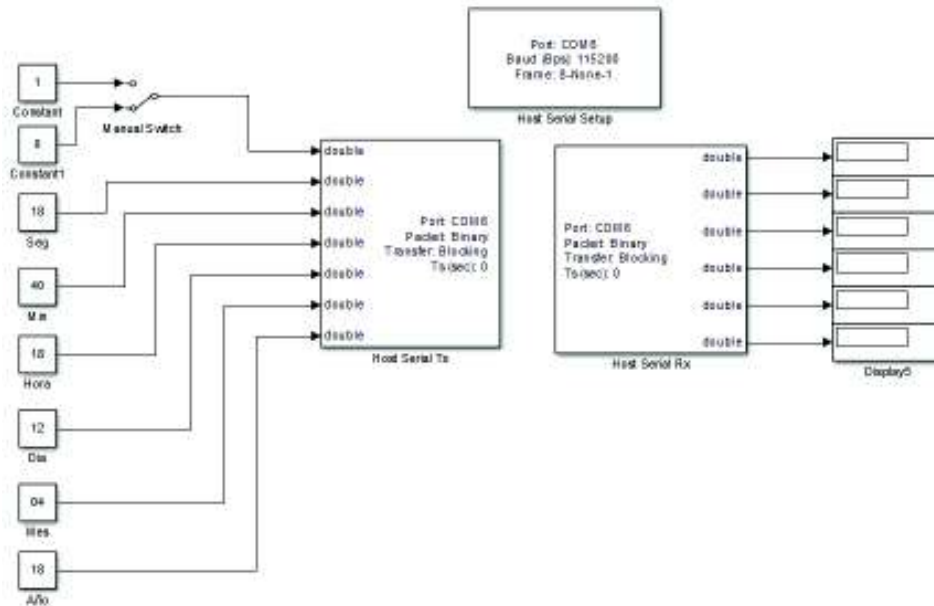 Port: COM6
Baud (Bps): 115200
Frame: 8-None-1
Host Serial Setup
1
Constant
Manual Switch
0
Constant1
18
Seg
40
Min
18
Hora
12
Dia
04
Mes
18
Año
double
double
double
double
double
double
double
Port: COM6
Packet: Binary
Transfer: Blocking
Ts(sec): 0
Host Serial Tx
double
double
double
double
double
double
Port: COM6
Packet: Binary
Transfer: Blocking
Ts(sec): 0
Host Serial Rx
Display5